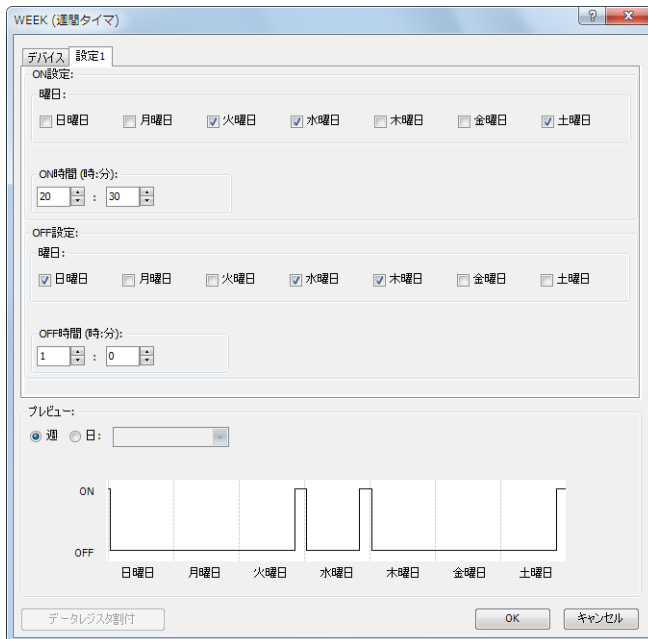 WEEK (週間タイマ)
デバイス 設定1
ON設定:
曜日:
日曜日 月曜日 火曜日 水曜日 木曜日 金曜日 土曜日
ON時間 (時:分):
20 : 30
OFF設定:
曜日:
日曜日 月曜日 火曜日 水曜日 木曜日 金曜日 土曜日
OFF時間 (時:分):
1 : 0
プレビュー:
週 日:
ON
OFF
日曜日 月曜日 火曜日 水曜日 木曜日 金曜日 土曜日
データレジスタ割付 OK キャンセル